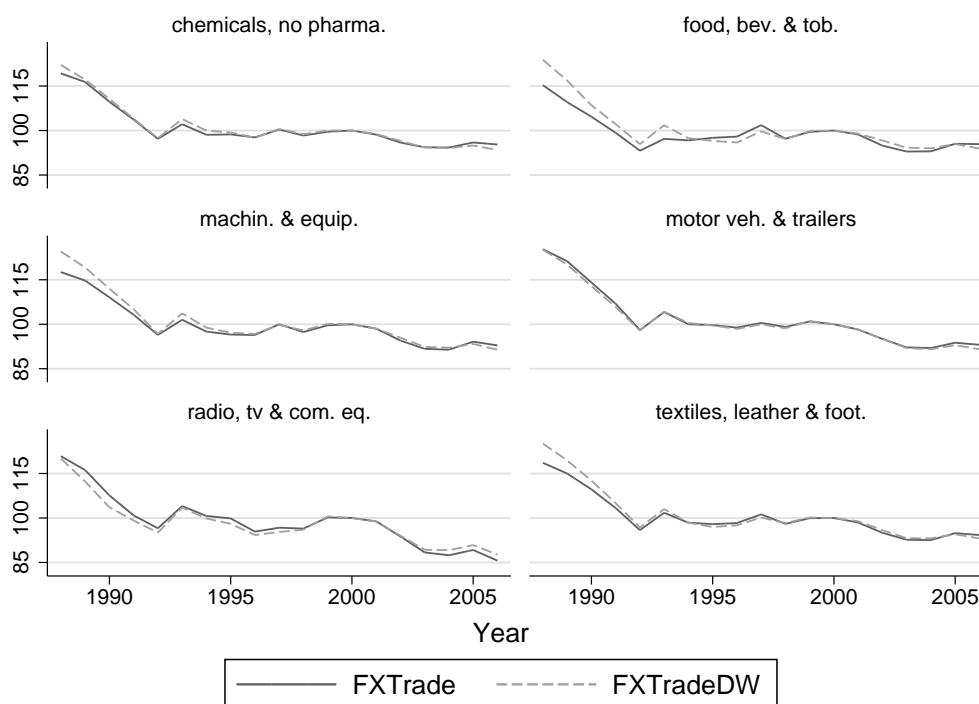 chemicals, no pharma.
food, bev. & tob.
115
100
85
machin. & equip.
motor veh. & trailers
115
100
85
radio, tv & com. eq.
textiles, leather & foot.
115
100
85
1990 1995 2000 2005
1990 1995 2000 2005
Year
FXTrade
FXTradeDW